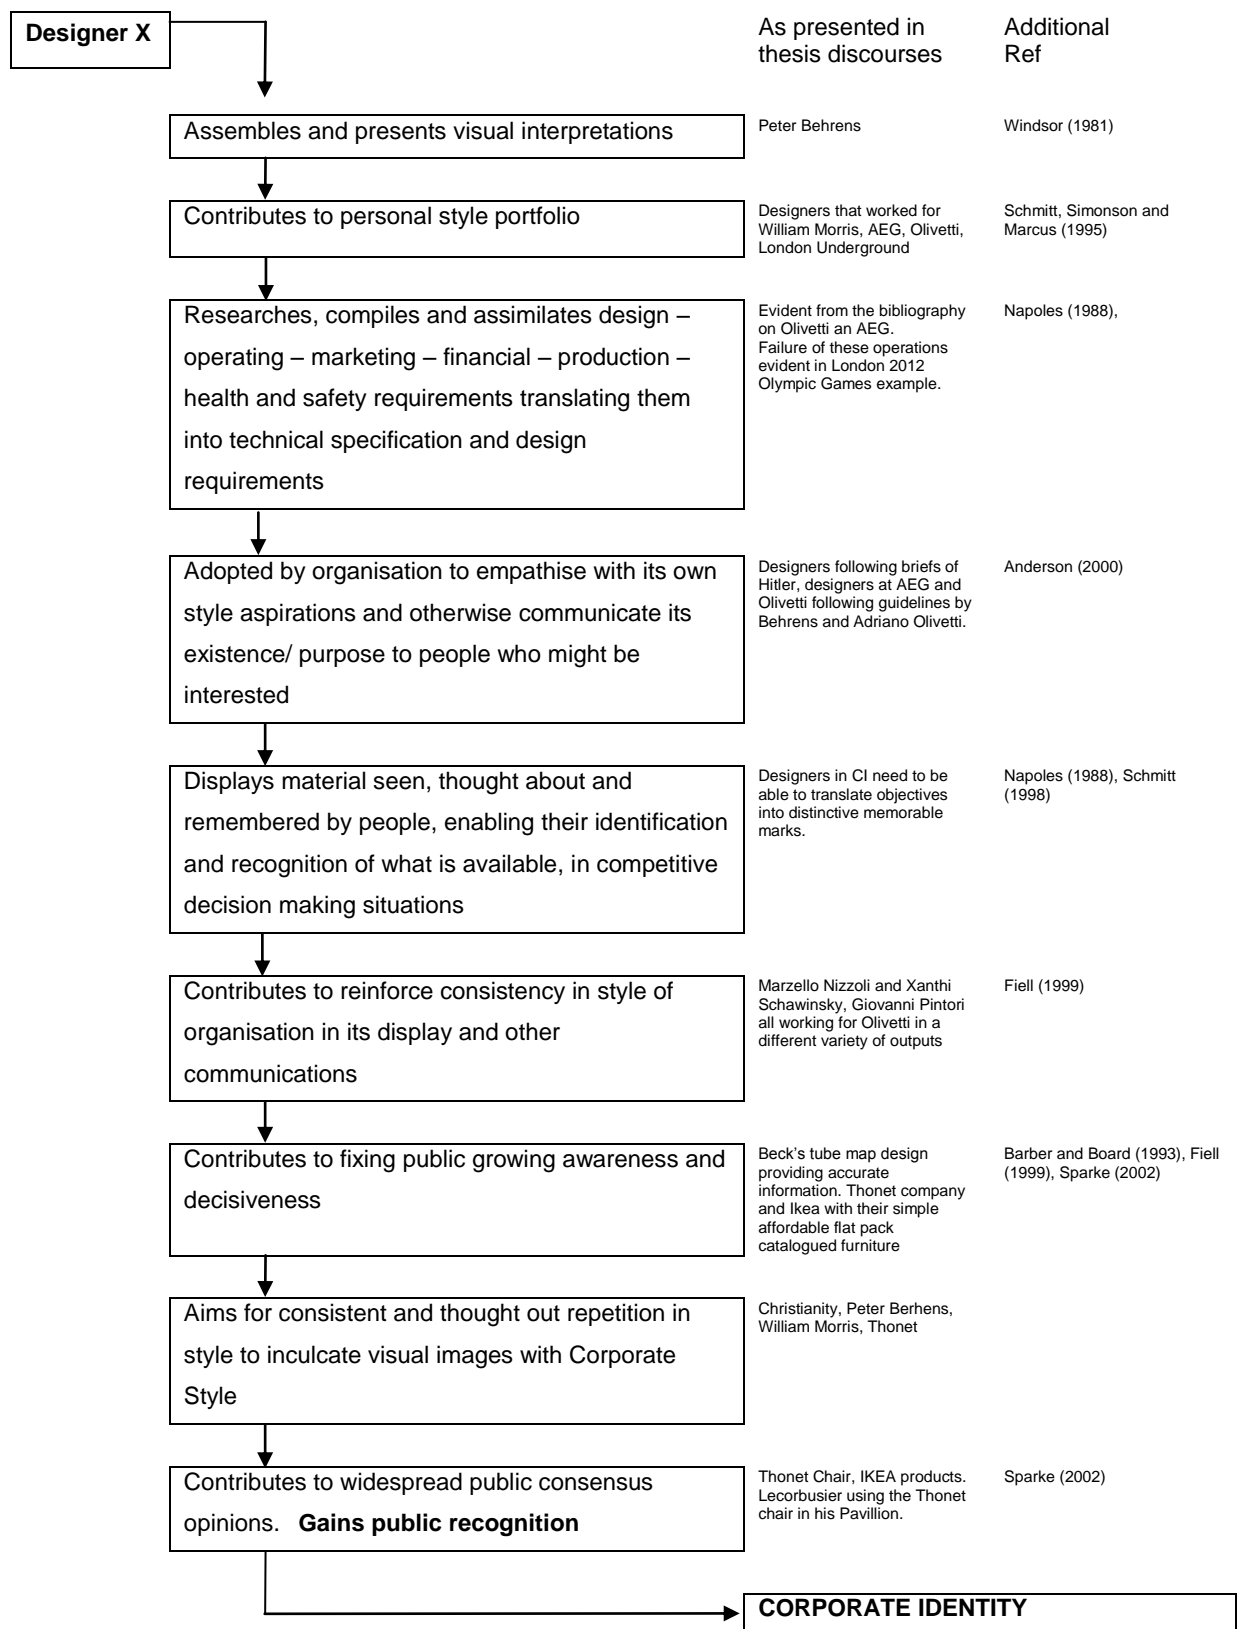 Designer X
As presented in
thesis discourses
Additional
Ref
Assembles and presents visual interpretations
Peter Behrens
Windsor (1981)
Contributes to personal style portfolio
Designers that worked for
William Morris, AEG, Olivetti,
London Underground
Schmitt, Simonson and
Marcus (1995)
Researches, compiles and assimilates design –
operating – marketing – financial – production –
health and safety requirements translating them
into technical specification and design
requirements
Evident from the bibliography
on Olivetti an AEG.
Failure of these operations
evident in London 2012
Olympic Games example.
Napoles (1988),
Adopted by organisation to empathise with its own
style aspirations and otherwise communicate its
existence/ purpose to people who might be
interested
Designers following briefs of
Hitler, designers at AEG and
Olivetti following guidelines by
Behrens and Adriano Olivetti.
Anderson (2000)
Displays material seen, thought about and
remembered by people, enabling their identification
and recognition of what is available, in competitive
decision making situations
Designers in CI need to be
able to translate objectives
into distinctive memorable
marks.
Napoles (1988), Schmitt
(1998)
Contributes to reinforce consistency in style of
organisation in its display and other
communications
Marzello Nizzoli and Xanthi
Schawinsky, Giovanni Pintori
all working for Olivetti in a
different variety of outputs
Fiell (1999)
Contributes to fixing public growing awareness and
decisiveness
Beck's tube map design
providing accurate
information. Thonet company
and Ikea with their simple
affordable flat pack
catalogued furniture
Barber and Board (1993), Fiell
(1999), Sparke (2002)
Aims for consistent and thought out repetition in
style to inculcate visual images with Corporate
Style
Christianity, Peter Berhens,
William Morris, Thonet
Contributes to widespread public consensus
opinions. Gains public recognition
Thonet Chair, IKEA products.
Lecorbusier using the Thonet
chair in his Pavillion.
Sparke (2002)
CORPORATE IDENTITY